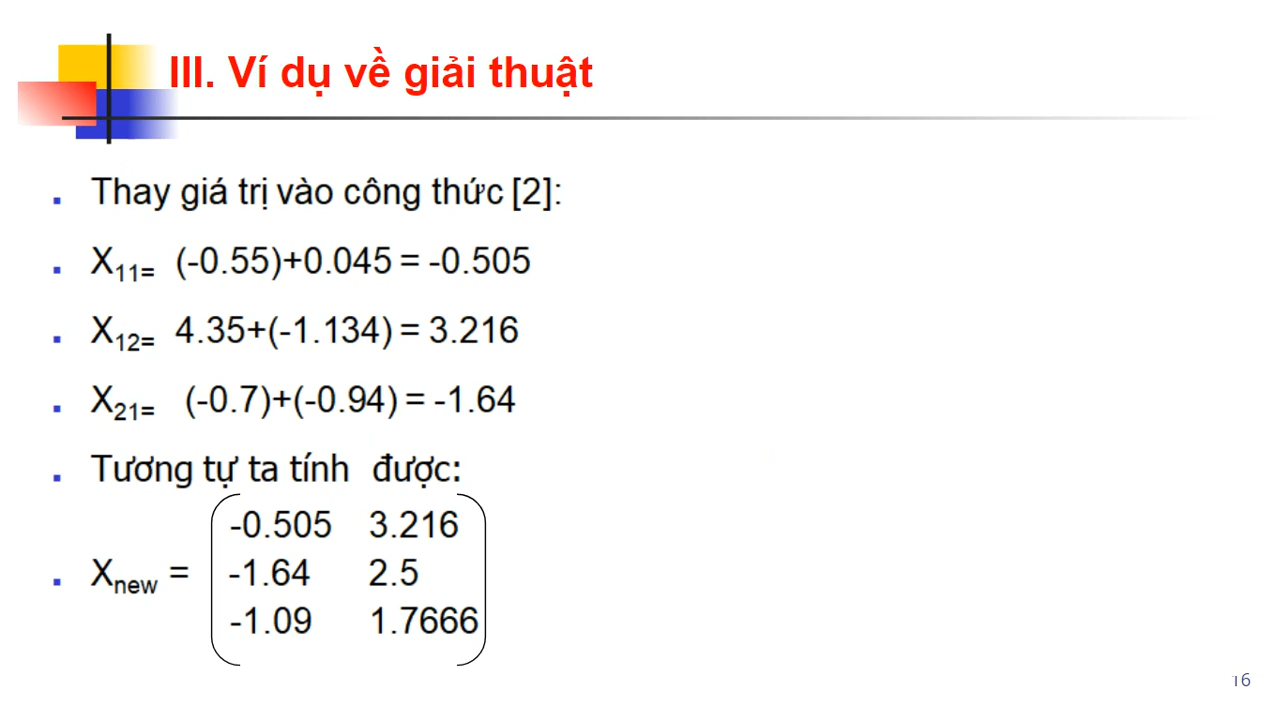 III. Ví dụ về giải thuật
Thay giá trị vào công thức [2]:
X11= (-0.55)+0.045 = -0.505
X12= 4.35+(-1.134) = 3.216
X21= (-0.7)+(-0.94) = -1.64
Tương tự ta tính được:
-0.505 3.216
Xnew = -1.64 2.5
-1.09 1.7666
16